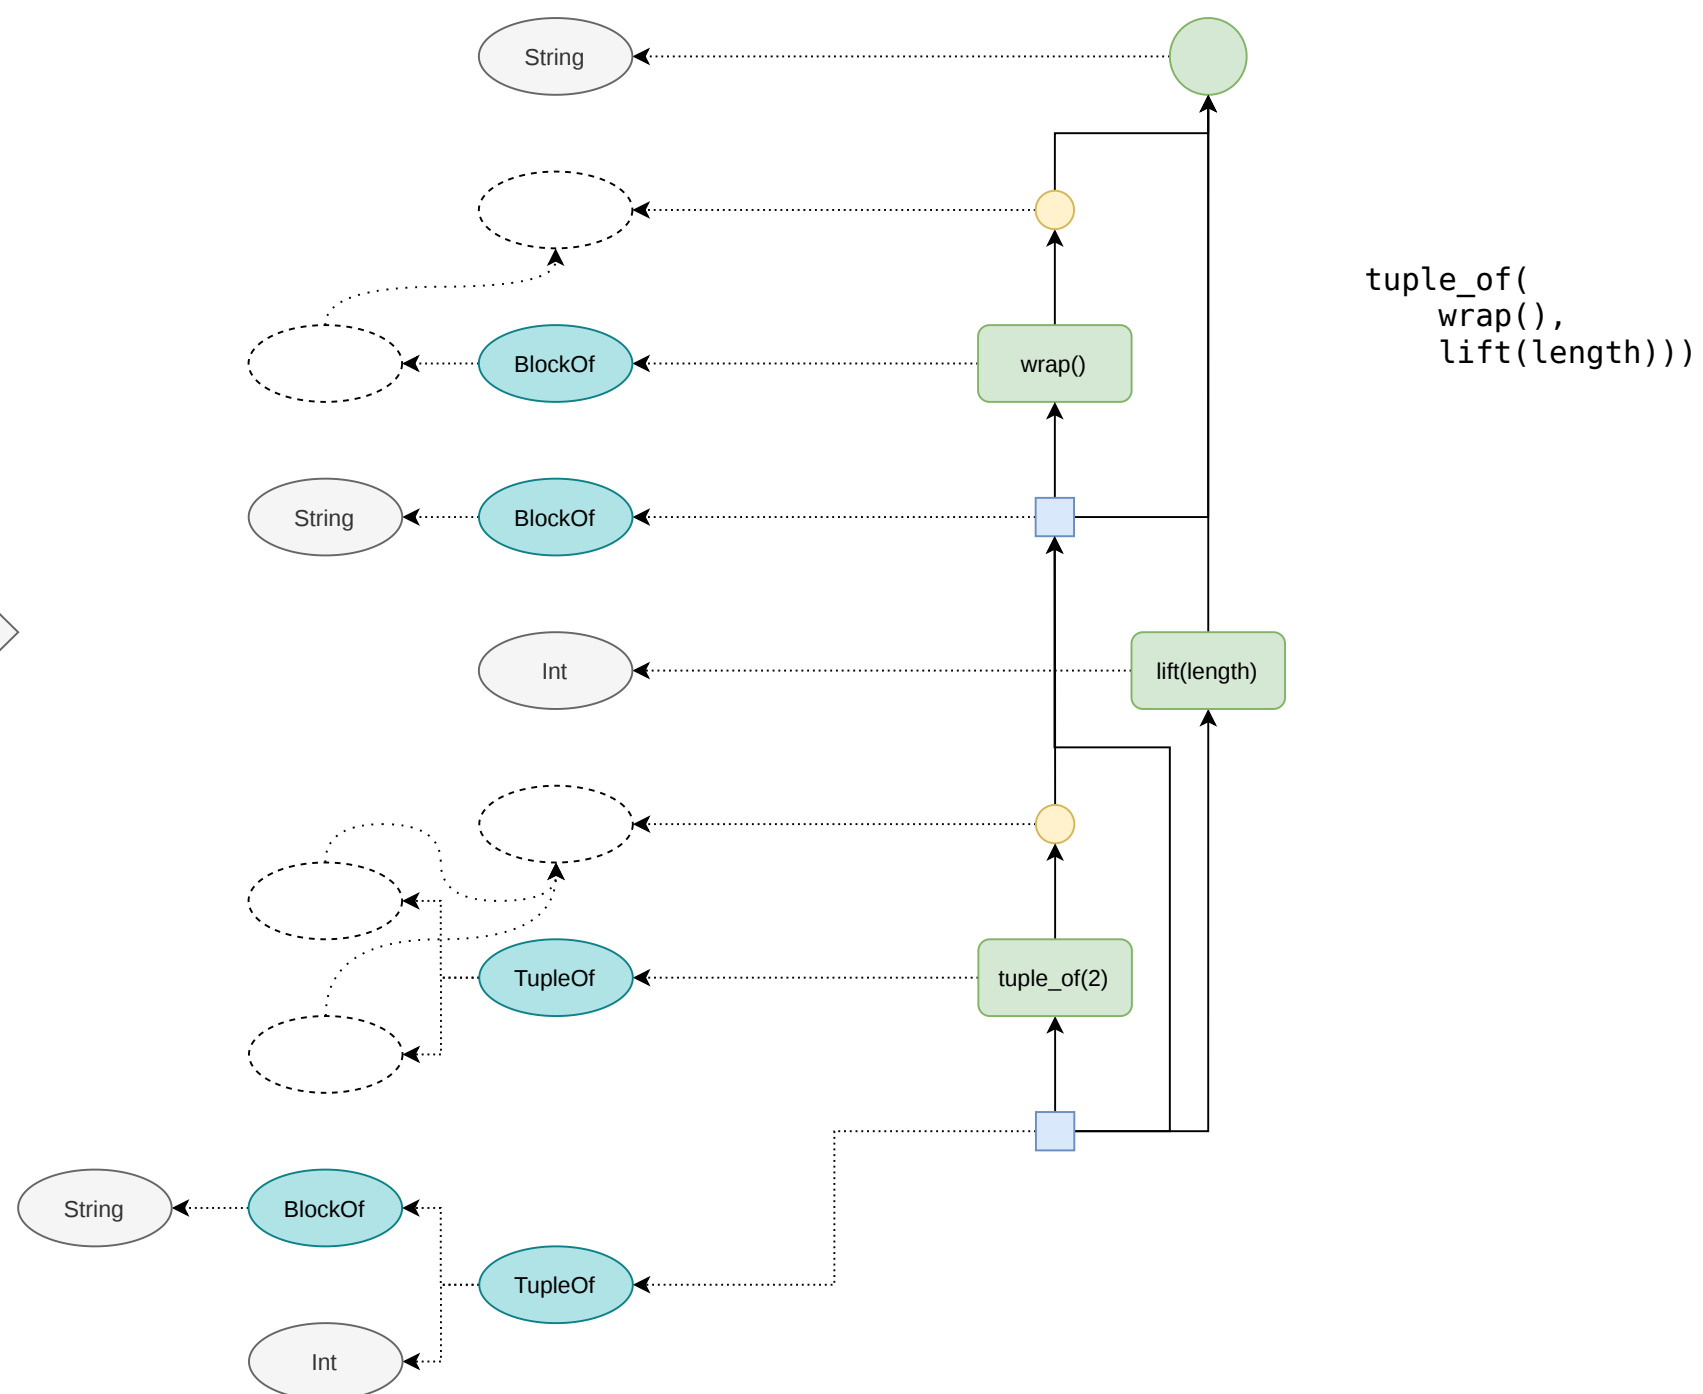 String
tuple_of(
wrap(),
lift(length)))
BlockOf
wrap()
String
BlockOf
Int
lift(length)
TupleOf
tuple_of(2)
String
BlockOf
TupleOf
Int